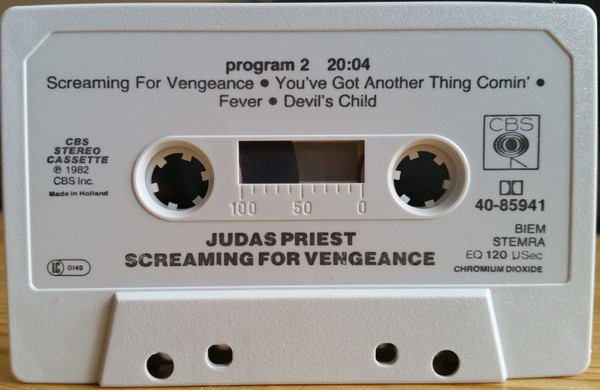 program 2 20:04
Screaming For Vengeance • You've Got Another Thing Comin' •
Fever • Devil's Child
CBS
STEREO
CASSETTE
℗ 1982
CBS Inc.
Made in Holland
CBS
40-85941
100 50 0
JUDAS PRIEST
SCREAMING FOR VENGEANCE
BIEM
STEMRA
EQ 120 µSec
CHROMIUM DIOXIDE
LC 0149